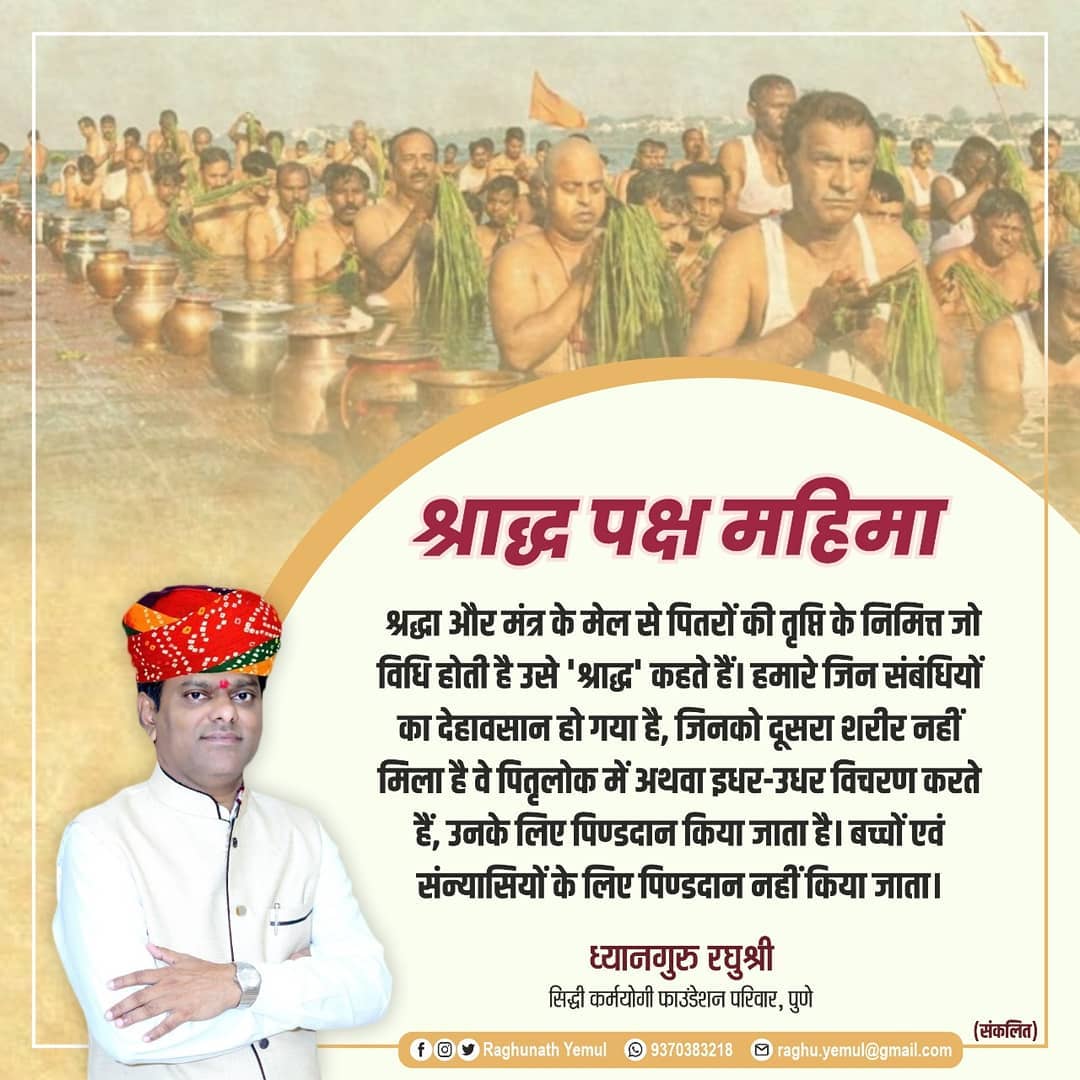 श्राद्ध पक्ष महिमा
श्रद्धा और मंत्र के मेल से पितरों की तृप्ति के निमित्त जो
विधि होती है उसे 'श्राद्ध' कहते हैं। हमारे जिन संबंधियों
का देहावसान हो गया है, जिनको दूसरा शरीर नहीं
मिला है वे पितृलोक में अथवा इधर-उधर विचरण करते
हैं, उनके लिए पिण्डदान किया जाता है। बच्चों एवं
संन्यासियों के लिए पिण्डदान नहीं किया जाता।
ध्यानगुरु रघुश्री
सिद्धी कर्मयोगी फाउंडेशन परिवार, पुणे
(संकलित)
Raghunath Yemul 9370383218 raghu.yemul@gmail.com